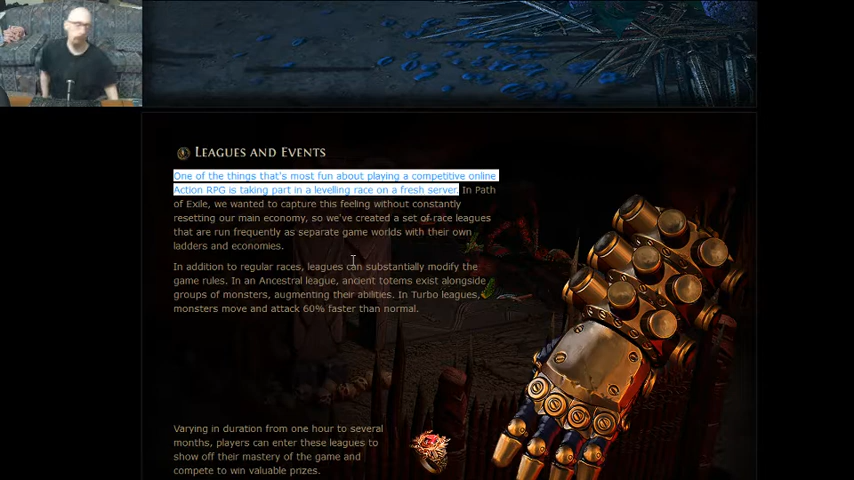 Leagues and Events
One of the things that's most fun about playing a competitive online
Action RPG is taking part in a levelling race on a fresh server. In Path
of Exile, we wanted to capture this feeling without constantly
resetting our main economy, so we've created a set of race leagues
that are run frequently as separate game worlds with their own
ladders and economies.
In addition to regular races, leagues can substantially modify the
game rules. In an Ancestral league, ancient totems exist alongside
groups of monsters, augmenting their abilities. In Turbo leagues,
monsters move and attack 60% faster than normal.
Varying in duration from one hour to several
months, players can enter these leagues to
show off their mastery of the game and
compete to win valuable prizes.